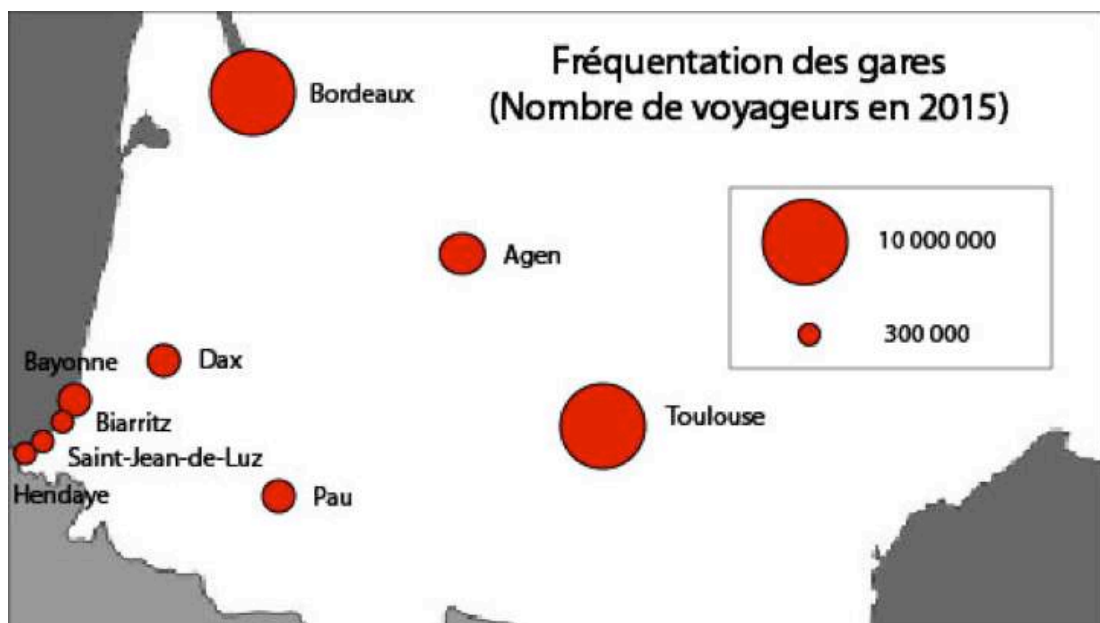 Fréquentation des gares
(Nombre de voyageurs en 2015)
Bordeaux
10 000 000
Agen
300 000
Dax
Bayonne
Toulouse
Biarritz
Saint-Jean-de-Luz
Hendaye
Pau